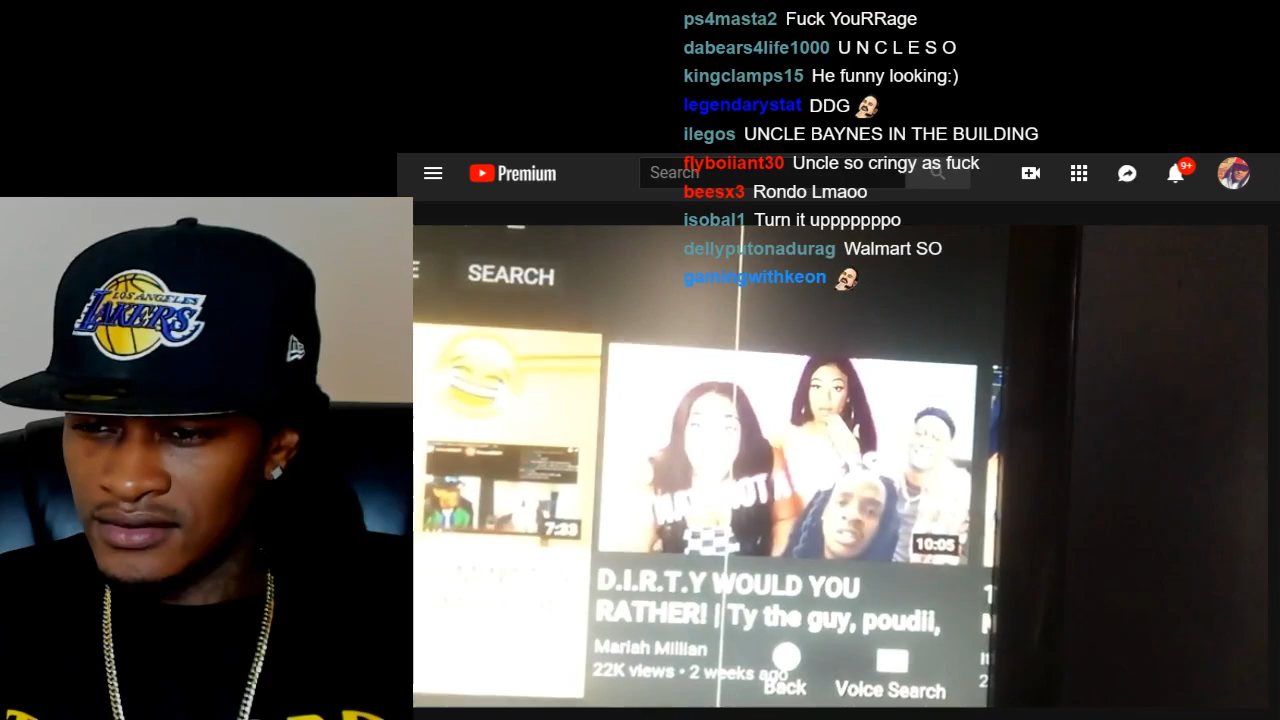 ps4masta2 Fuck YouRRage
dabears4life1000 U N C L E S O
kingclamps15 He funny looking:)
legendarystat DDG
ilegos UNCLE BAYNES IN THE BUILDING
flyboiiant30 Uncle so cringy as fuck
beesx3 Rondo Lmaoo
isobal1 Turn it upppppppo
dellyputonadurag Walmart SO
gamingwithkeon
Premium
Search
9+
SEARCH
LOS ANGELES
LAKERS
7:33
10:05
D.I.R.T.Y WOULD YOU
RATHER! | Ty the guy, poudii,
Mariah Millian
22K views • 2 weeks ago
Back
Voice Search